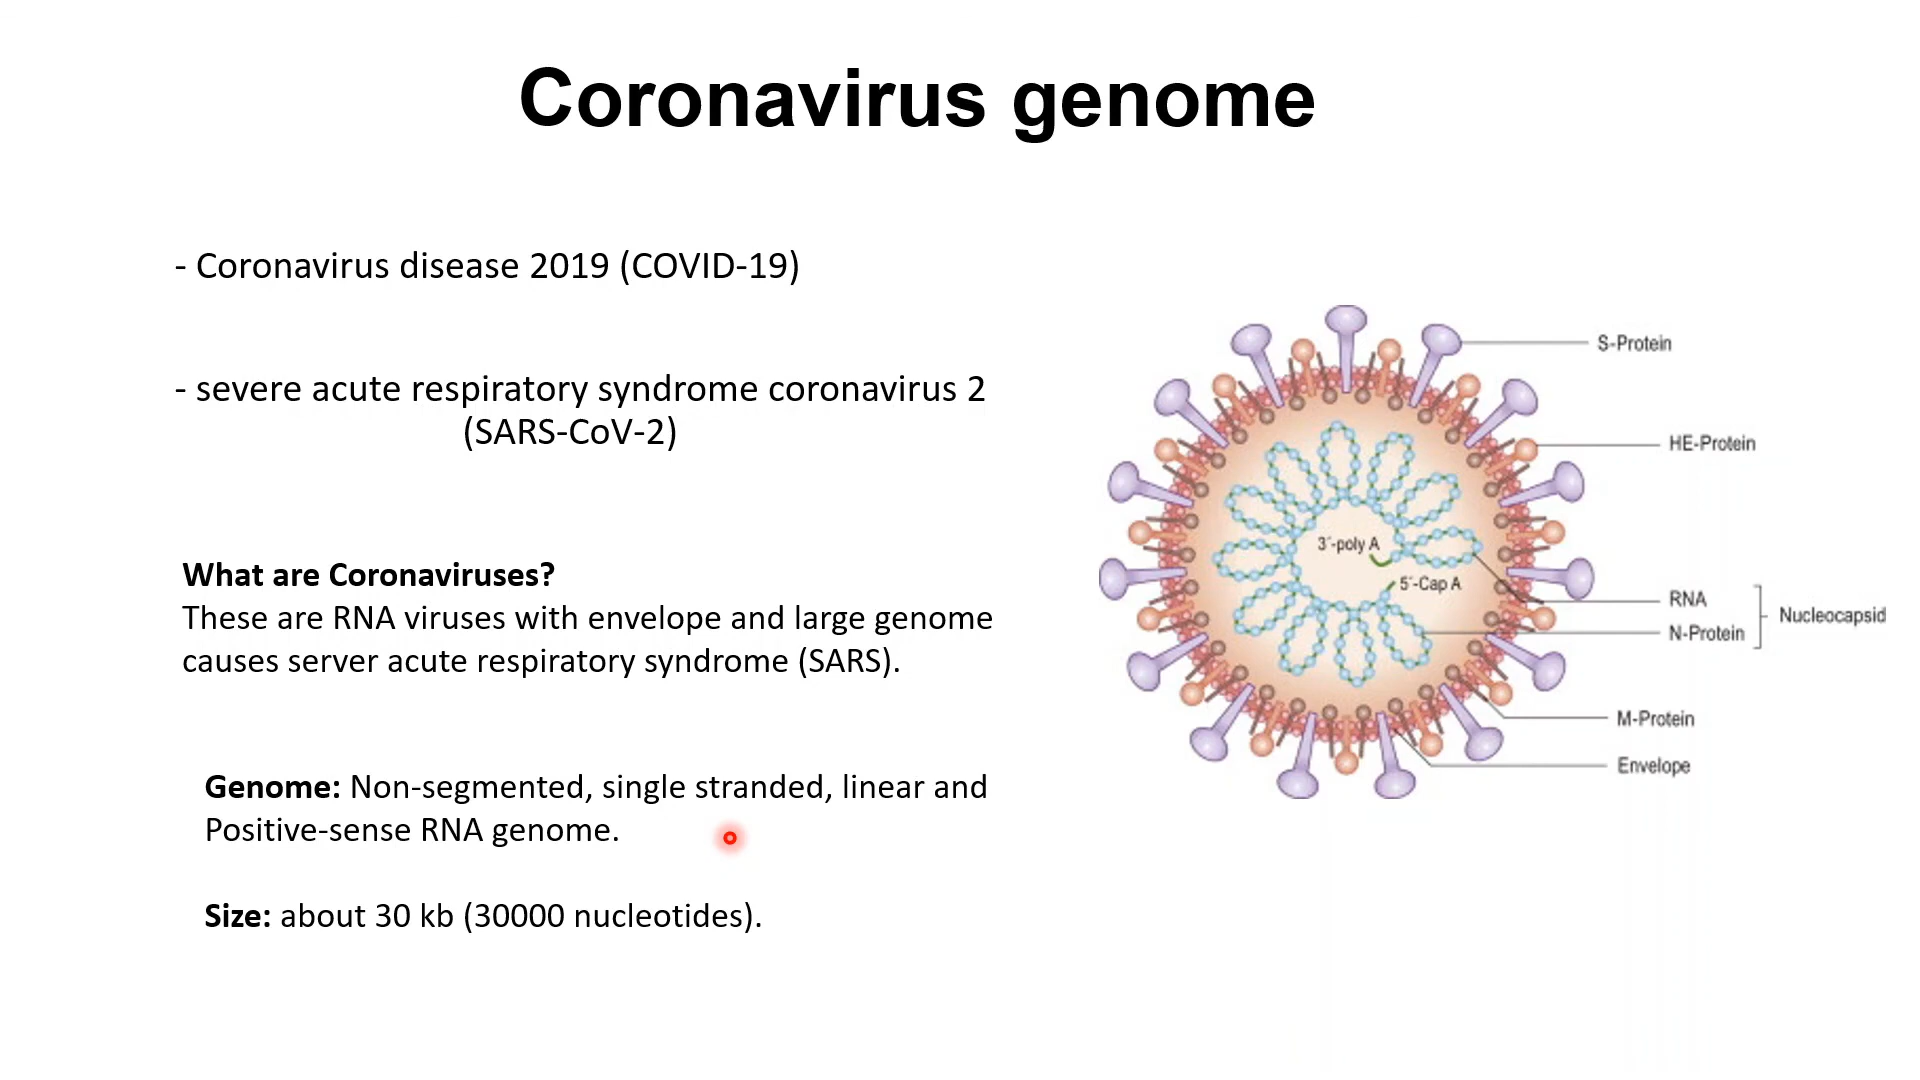 Coronavirus genome
- Coronavirus disease 2019 (COVID-19)
- severe acute respiratory syndrome coronavirus 2
(SARS-CoV-2)
What are Coronaviruses?
These are RNA viruses with envelope and large genome
causes server acute respiratory syndrome (SARS).
Genome: Non-segmented, single stranded, linear and
Positive-sense RNA genome.
Size: about 30 kb (30000 nucleotides).
S-Protein
HE-Protein
3´-poly A
5´-Cap A
RNA
N-Protein
Nucleocapsid
M-Protein
Envelope